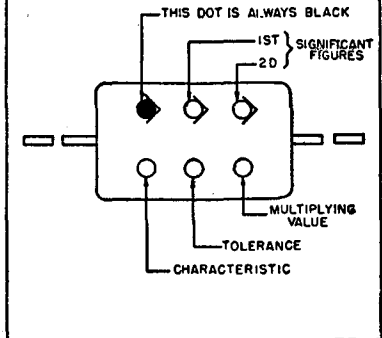 THIS DOT IS ALWAYS BLACK
1ST
2D
SIGNIFICANT
FIGURES
MULTIPLYING
VALUE
TOLERANCE
CHARACTERISTIC